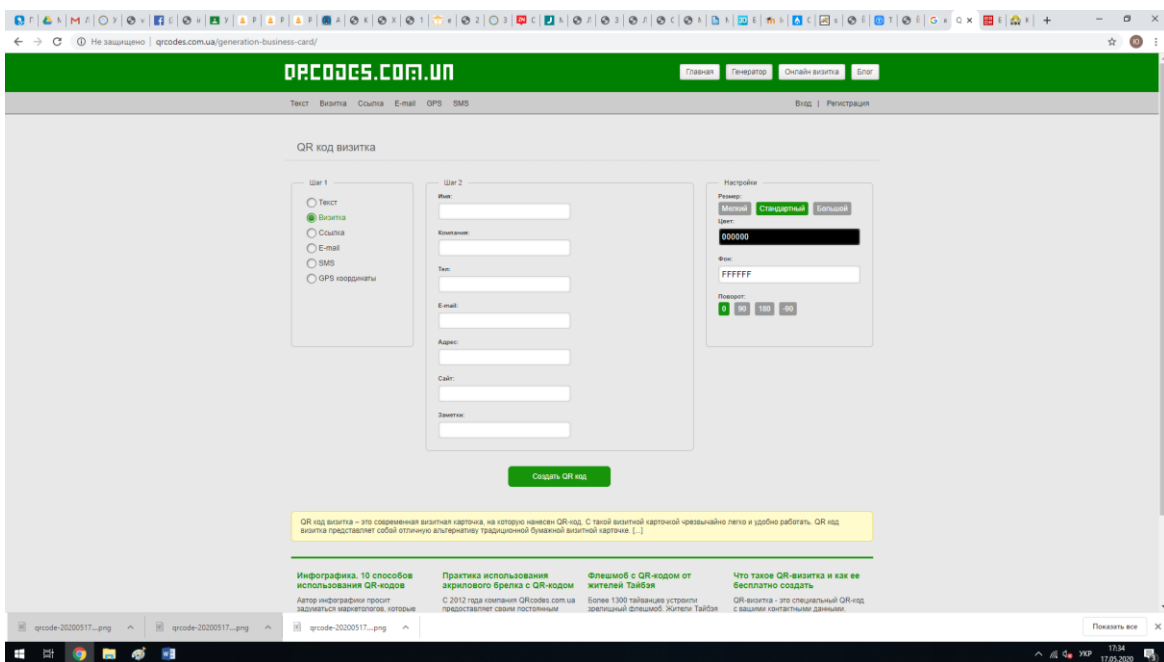 Не защищено | qrcodes.com.ua/generation-business-card/
QRCODES.COM.UA
Главная Генератор Онлайн визитка Блог
Текст Визитка Ссылка E-mail GPS SMS
Вход | Регистрация
QR код визитка
Шаг 1
Текст
Визитка
Ссылка
E-mail
SMS
GPS координаты
Шаг 2
Имя:
Компания:
Тел:
E-mail:
Адрес:
Сайт:
Заметки:
Настройки
Размер:
Мелкий Стандартный Большой
Цвет:
000000
Фон:
FFFFFF
Поворот:
0 90 180 -90
Создать QR код
QR код визитка – это современная визитная карточка, на которую нанесен QR-код. С такой визитной карточкой чрезвычайно легко и удобно работать. QR код
визитка представляет собой отличную альтернативу традиционной бумажной визитной карточке. [...]
Инфографика. 10 способов
использования QR-кодов
Автор инфографики просит
задуматься маркетологов, которые
Практика использования
акрилового брелка с QR-кодом
С 2012 года компания QRcodes.com.ua
предоставляет своим постоянным
Флешмоб с QR-кодом от
жителей Тайбэя
Более 1300 тайванцев устроили
зрелищный флешмоб. Жители Тайбэя
Что такое QR-визитка и как ее
бесплатно создать
QR-визитка - это специальный QR-код
с вашими контактными данными.
qrcode-20200517....png
qrcode-20200517....png
qrcode-20200517....png
Показать все
УКР
17:34
17.05.2020